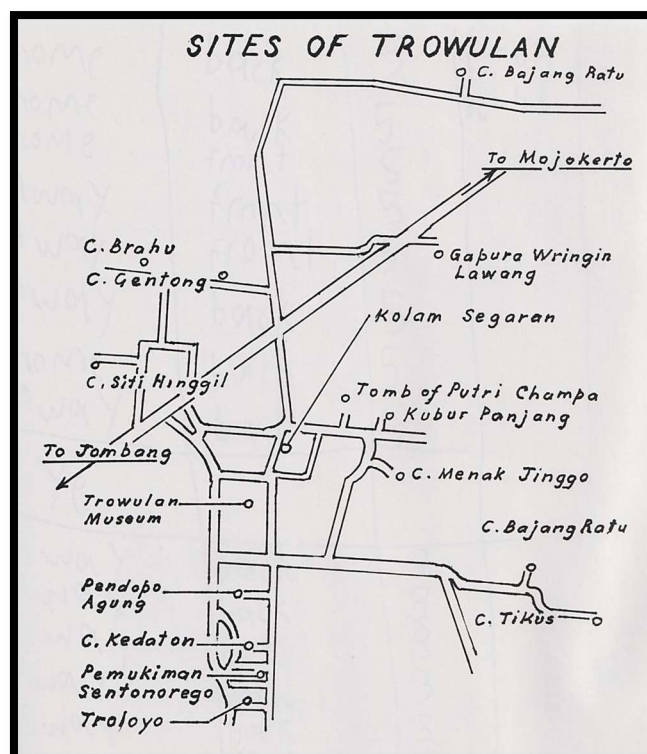 SITES OF TROWULAN
C. Bajang Ratu
To Mojokerto
C. Brahu
Gapura Wringin
Lawang
C. Gentong
Kolam Segaran
C. Siti Hinggil
Tomb of Putri Champa
Kubur Panjang
To Jombang
C. Menak Jinggo
Trowulan
Museum
C. Bajang Ratu
Pendopo
Agung
C. Tikus
C. Kedaton
Pemukiman
Sentonorego
Troloyo